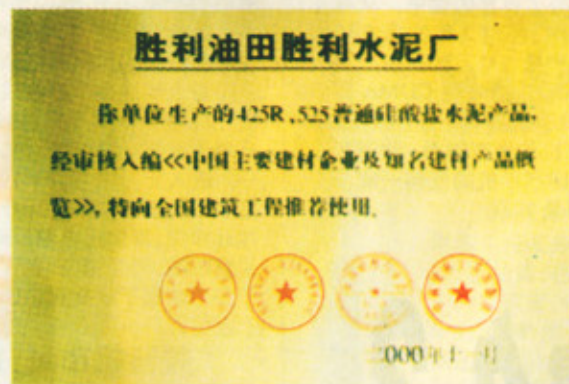 胜利油田胜利水泥厂
你单位生产的425R、525普通硅酸盐水泥产品,
经审核入编<<中国主要建材企业及知名建材产品概
览>>,特向全国建筑工程推荐使用。
二000年十一月